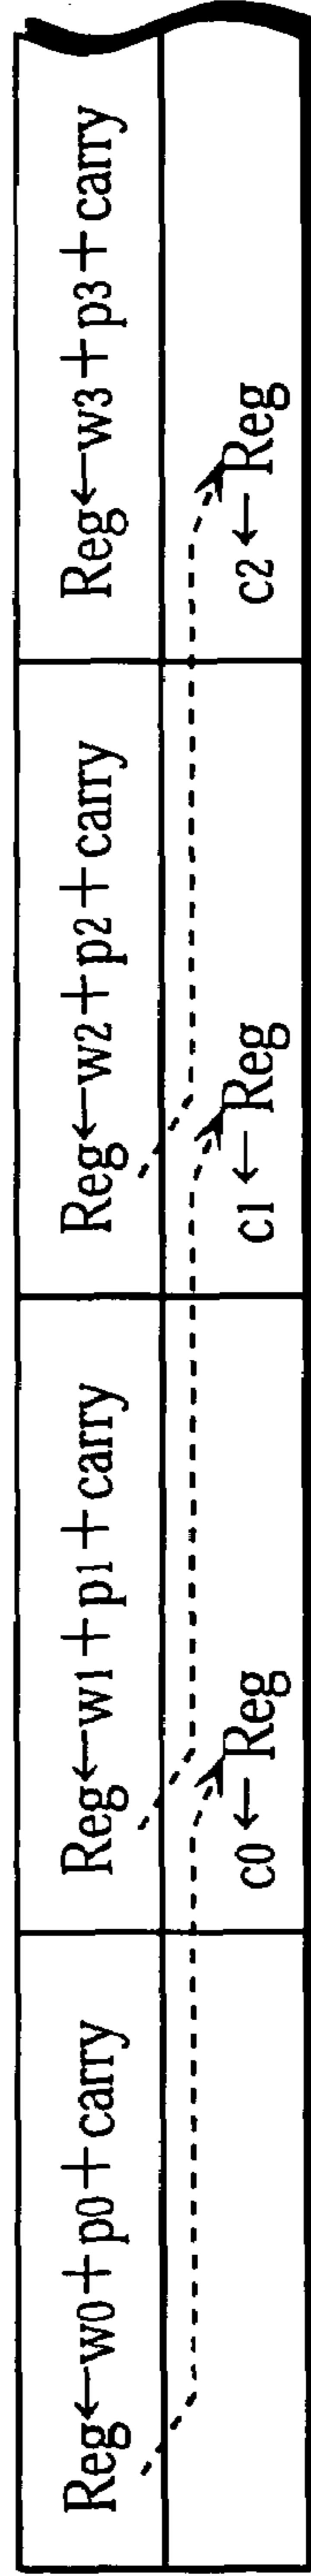 Reg←w0+p0+carry
Reg←w1+p1+carry
Reg←w2+p2+carry
Reg←w3+p3+carry
c0 ← Reg
c1 ← Reg
c2 ← Reg